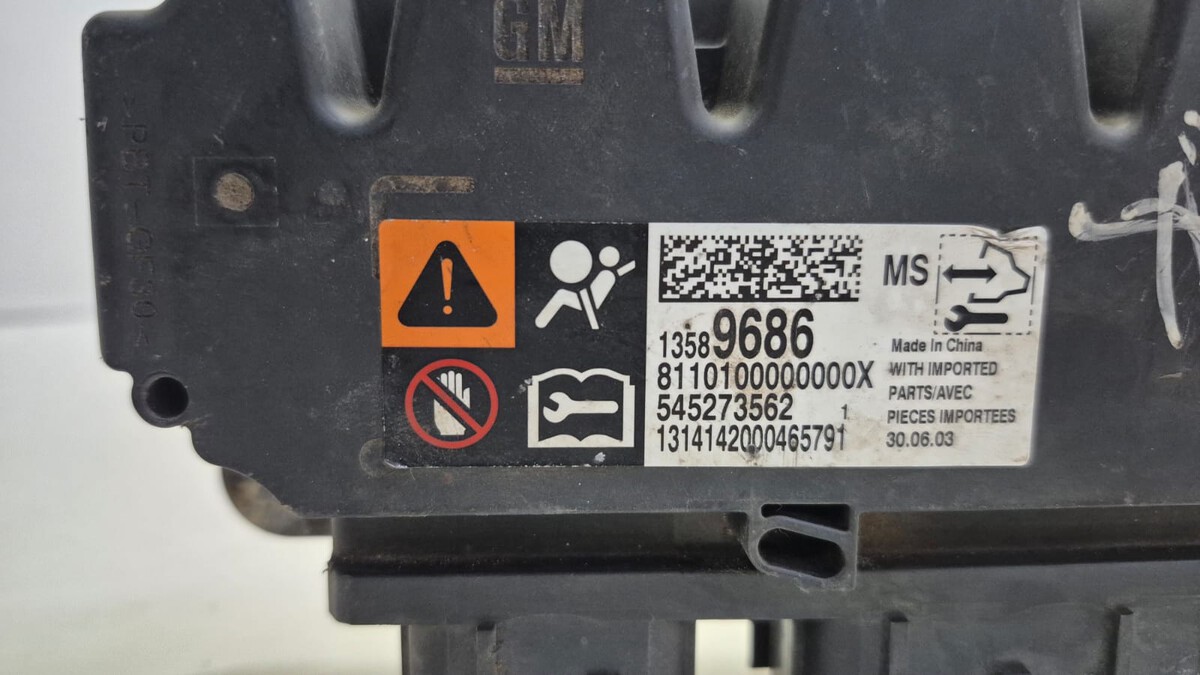 GM
MS
13589686
8110100000000X
545273562 1
1314142000465791
Made In China
WITH IMPORTED
PARTS/AVEC
PIECES IMPORTEES
30.06.03